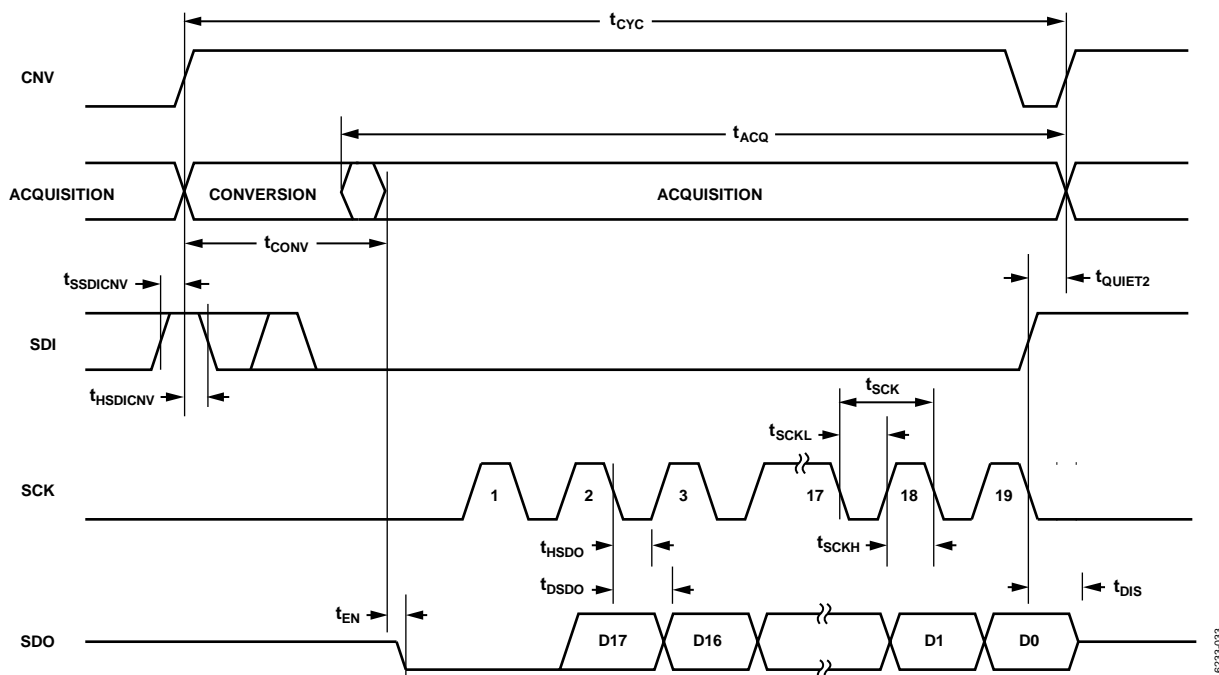 tCYC
CNV
tACQ
ACQUISITION
CONVERSION
ACQUISITION
tCONV
tSSDICNV
tQUIET2
SDI
tHSDICNV
tSCK
tSCKL
SCK
1
2
3
17
18
19
tHSDO
tSCKH
tDSDO
tDIS
tEN
SDO
D17
D16
D1
D0